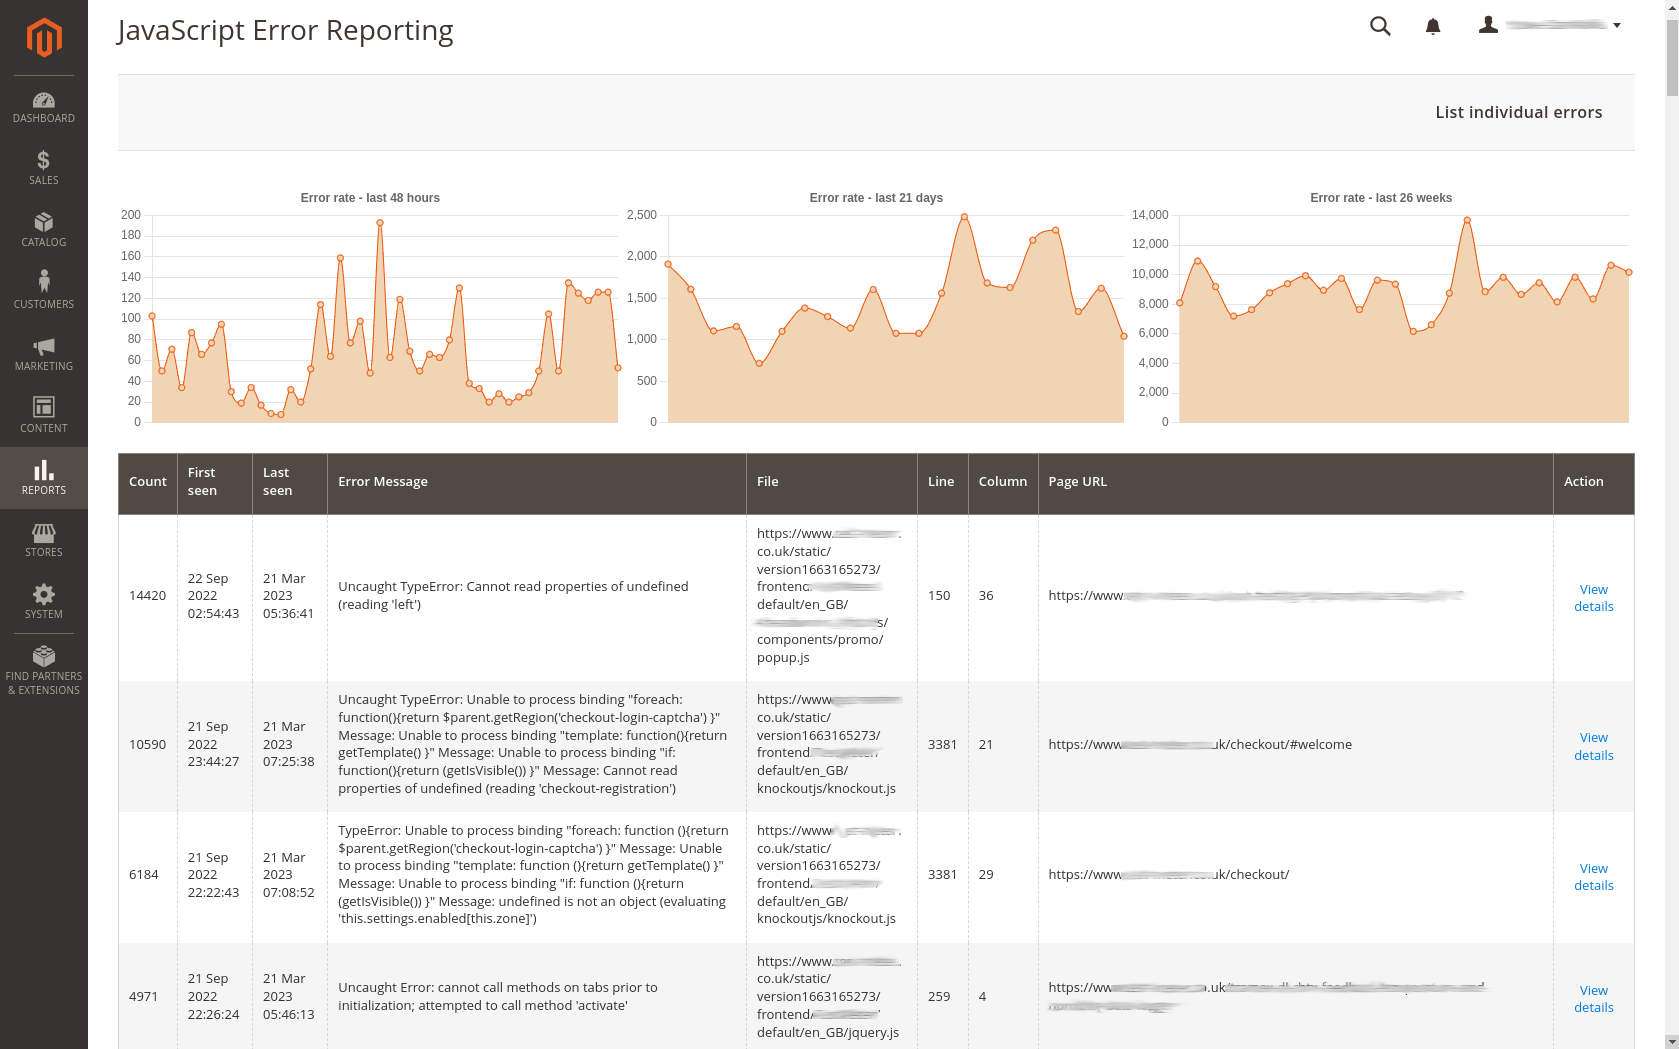 JavaScript Error Reporting
DASHBOARD
SALES
CATALOG
CUSTOMERS
MARKETING
CONTENT
REPORTS
STORES
SYSTEM
FIND PARTNERS
& EXTENSIONS
List individual errors
Error rate - last 48 hours
200
180
160
140
120
100
80
60
40
20
0
Error rate - last 21 days
2,500
2,000
1,500
1,000
500
0
Error rate - last 26 weeks
14,000
12,000
10,000
8,000
6,000
4,000
2,000
0
Count
First
seen
Last
seen
Error Message
File
Line
Column
Page URL
Action
14420
22 Sep
2022
02:54:43
21 Mar
2023
05:36:41
Uncaught TypeError: Cannot read properties of undefined
(reading 'left')
https://www.
co.uk/static/
version1663165273/
default/en_GB/
s/
components/promo/
popup.js
150
36
https://www
View
details
10590
21 Sep
2022
23:44:27
21 Mar
2023
07:25:38
Uncaught TypeError: Unable to process binding "foreach:
function(){return $parent.getRegion('checkout-login-captcha') }"
Message: Unable to process binding "template: function(){return
getTemplate() }" Message: Unable to process binding "if:
function(){return (getIsVisible()) }" Message: Cannot read
properties of undefined (reading 'checkout-registration')
https://www
co.uk/static/
version1663165273/
frontend
default/en_GB/
knockoutjs/knockout.js
3381
21
https://www uk/checkout/#welcome
View
details
6184
21 Sep
2022
22:22:43
21 Mar
2023
07:08:52
TypeError: Unable to process binding "foreach: function (){return
$parent.getRegion('checkout-login-captcha') }" Message: Unable
to process binding "template: function (){return getTemplate() }"
Message: Unable to process binding "if: function (){return
(getIsVisible()) }" Message: undefined is not an object (evaluating
'this.settings.enabled[this.zone]')
https://www
co.uk/static/
version1663165273/
frontend
default/en_GB/
knockoutjs/knockout.js
3381
29
https://www uk/checkout/
View
details
4971
21 Sep
2022
22:26:24
21 Mar
2023
05:46:13
Uncaught Error: cannot call methods on tabs prior to
initialization; attempted to call method 'activate'
https://www.
co.uk/static/
version1663165273/
frontend/
default/en_GB/jquery.js
259
4
https://ww .uk/
View
details